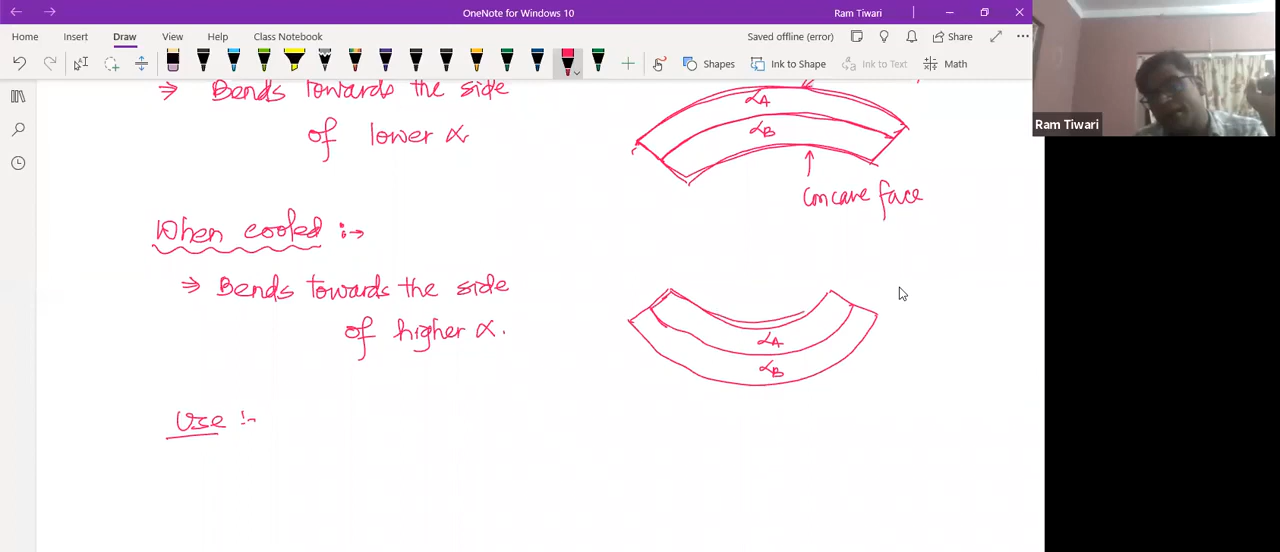 OneNote for Windows 10
Ram Tiwari
Home Insert Draw View Help Class Notebook
Saved offline (error) Share
Shapes Ink to Shape Ink to Text Math
⇒ Bends towards the side
of lower α
αA
αB
concave face
Ram Tiwari
When cooled :→
⇒ Bends towards the side
of higher α.
αA
αB
Use :-